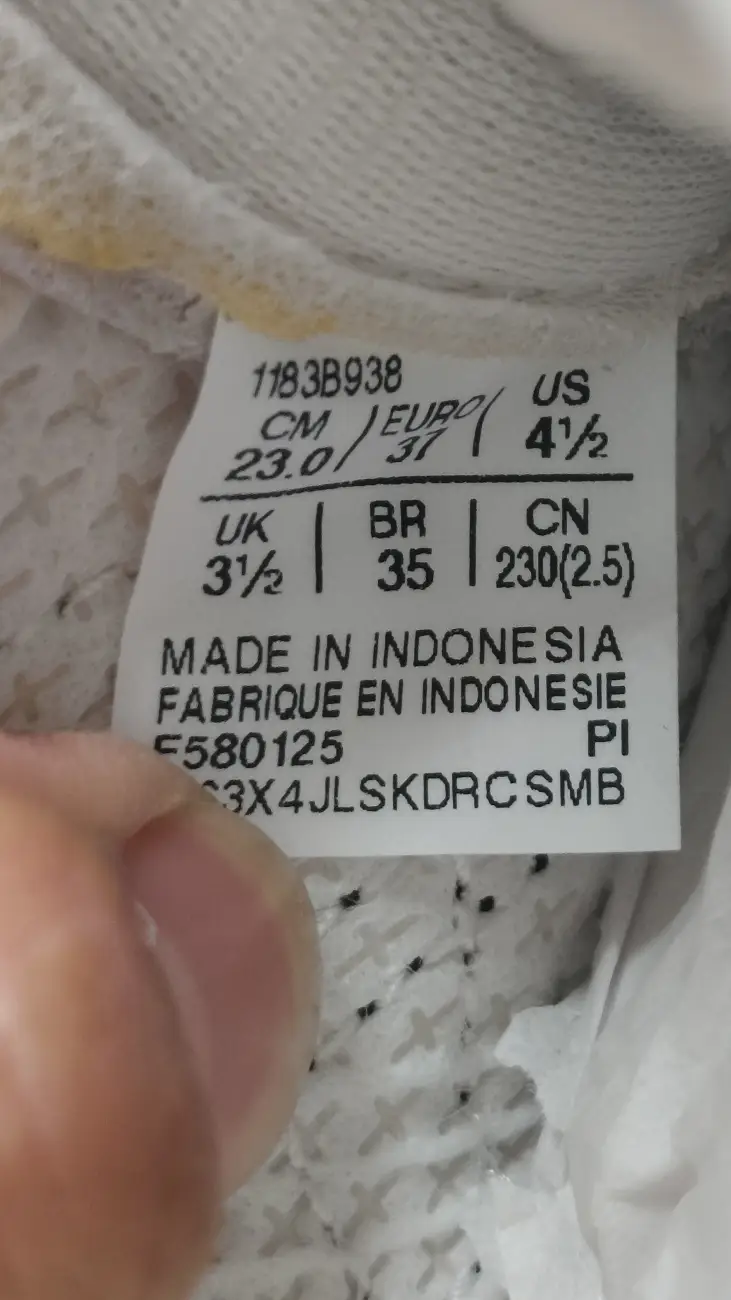 1183B938
CM / EURO / US
23.0 / 37 / 4½
UK | BR | CN
3½ | 35 | 230(2.5)
MADE IN INDONESIA
FABRIQUE EN INDONESIE
580125 PI
3X4JLSKDRCSMB